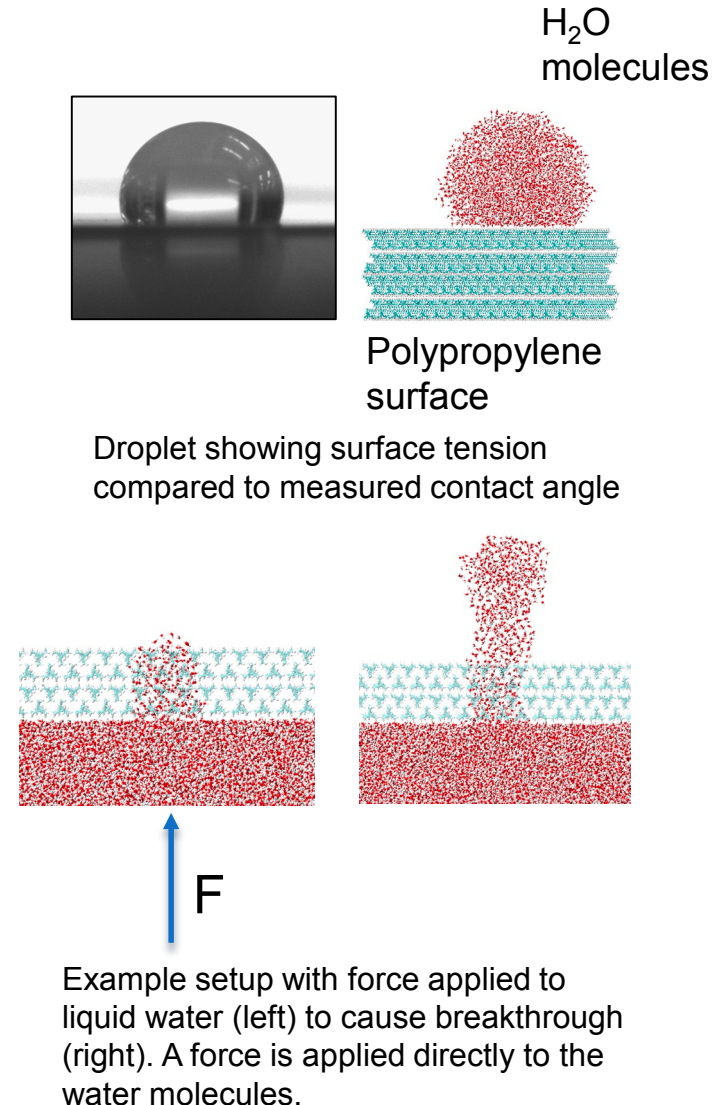 H₂O
molecules
Polypropylene
surface
Droplet showing surface tension
compared to measured contact angle
F
Example setup with force applied to
liquid water (left) to cause breakthrough
(right). A force is applied directly to the
water molecules.